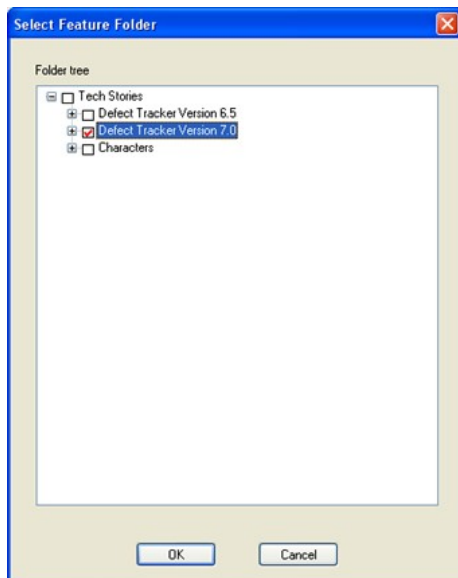 Select Feature Folder
Folder tree
Tech Stories
Defect Tracker Version 6.5
Defect Tracker Version 7.0
Characters
OK
Cancel